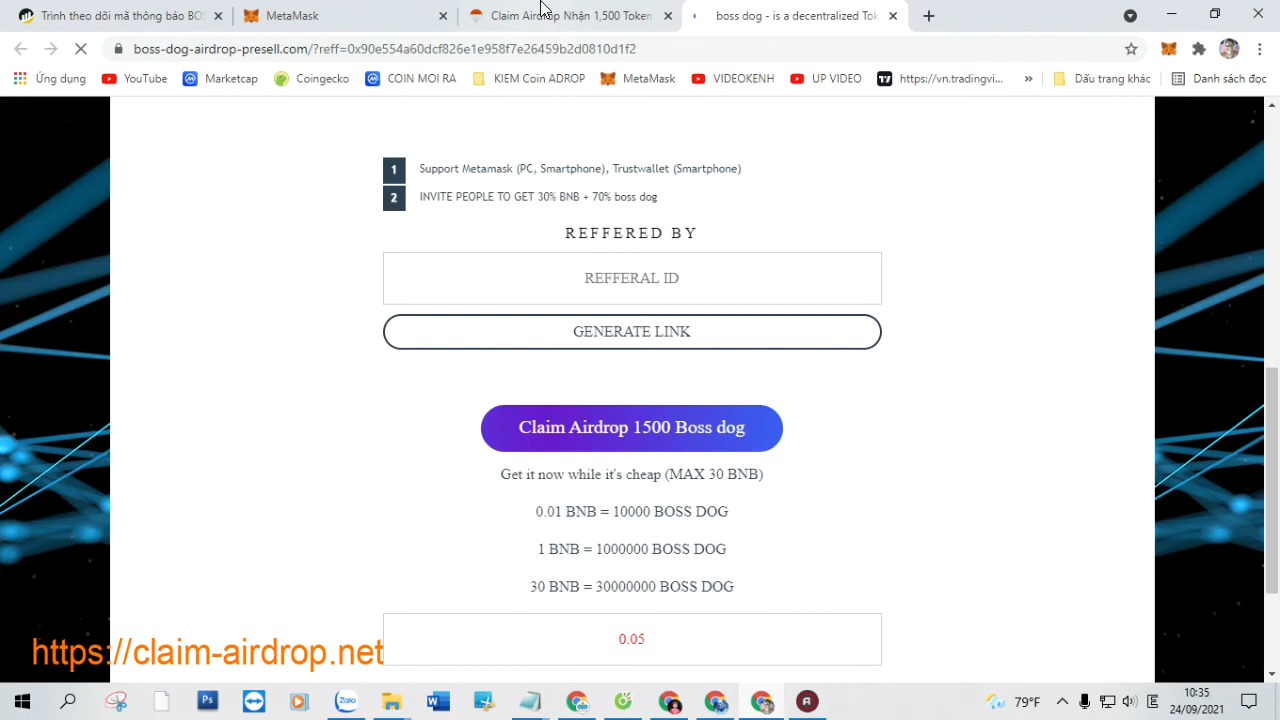 mã thông báo BO
MetaMask
Claim Airdrop Nhận 1,500 Token
boss dog - is a decentralized Tok
boss-dog-airdrop-presell.com/?reff=0x90e554a60dcf826e1e958f7e26459b2d0810d1f2
Ứng dụng
YouTube
Marketcap
Coingecko
COIN MOI RA
KIEM Coin ADROP
MetaMask
VIDEOKENH
UP VIDEO
https://vn.tradingvi...
»
Dấu trang khác
Danh sách đọc
1 Support Metamask (PC, Smartphone), Trustwallet (Smartphone)
2 INVITE PEOPLE TO GET 30% BNB + 70% boss dog
REFFERED BY
REFFERAL ID
GENERATE LINK
Claim Airdrop 1500 Boss dog
Get it now while it's cheap (MAX 30 BNB)
0.01 BNB = 10000 BOSS DOG
1 BNB = 1000000 BOSS DOG
30 BNB = 30000000 BOSS DOG
0.05
https://claim-airdrop.net
79°F
10:35
24/09/2021